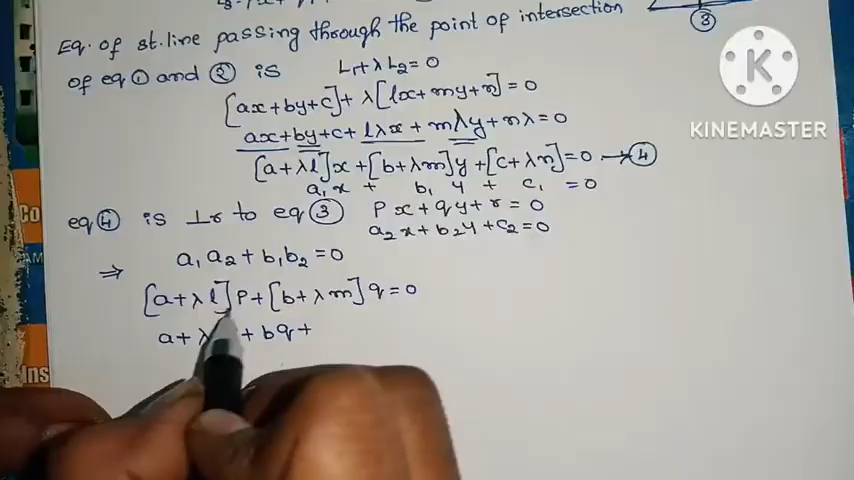 Eq. of st.line passing through the point of intersection
③
of eq ① and ② is L₁+λL₂=0
[ax+by+c]+λ[lx+my+n]=0
ax+by+c+lλx+mλy+nλ=0
[a+λl]x+[b+λm]y+[c+λn]=0→④
a₁x + b₁y + c₁ =0
eq ④ is ⊥r to eq ③ Px+qy+r=0
a₂x+b₂y+c₂=0
⇒ a₁a₂+b₁b₂=0
[a+λl]P+[b+λm]q=0
a+λ +bq+
K
KINEMASTER
Co
Ins